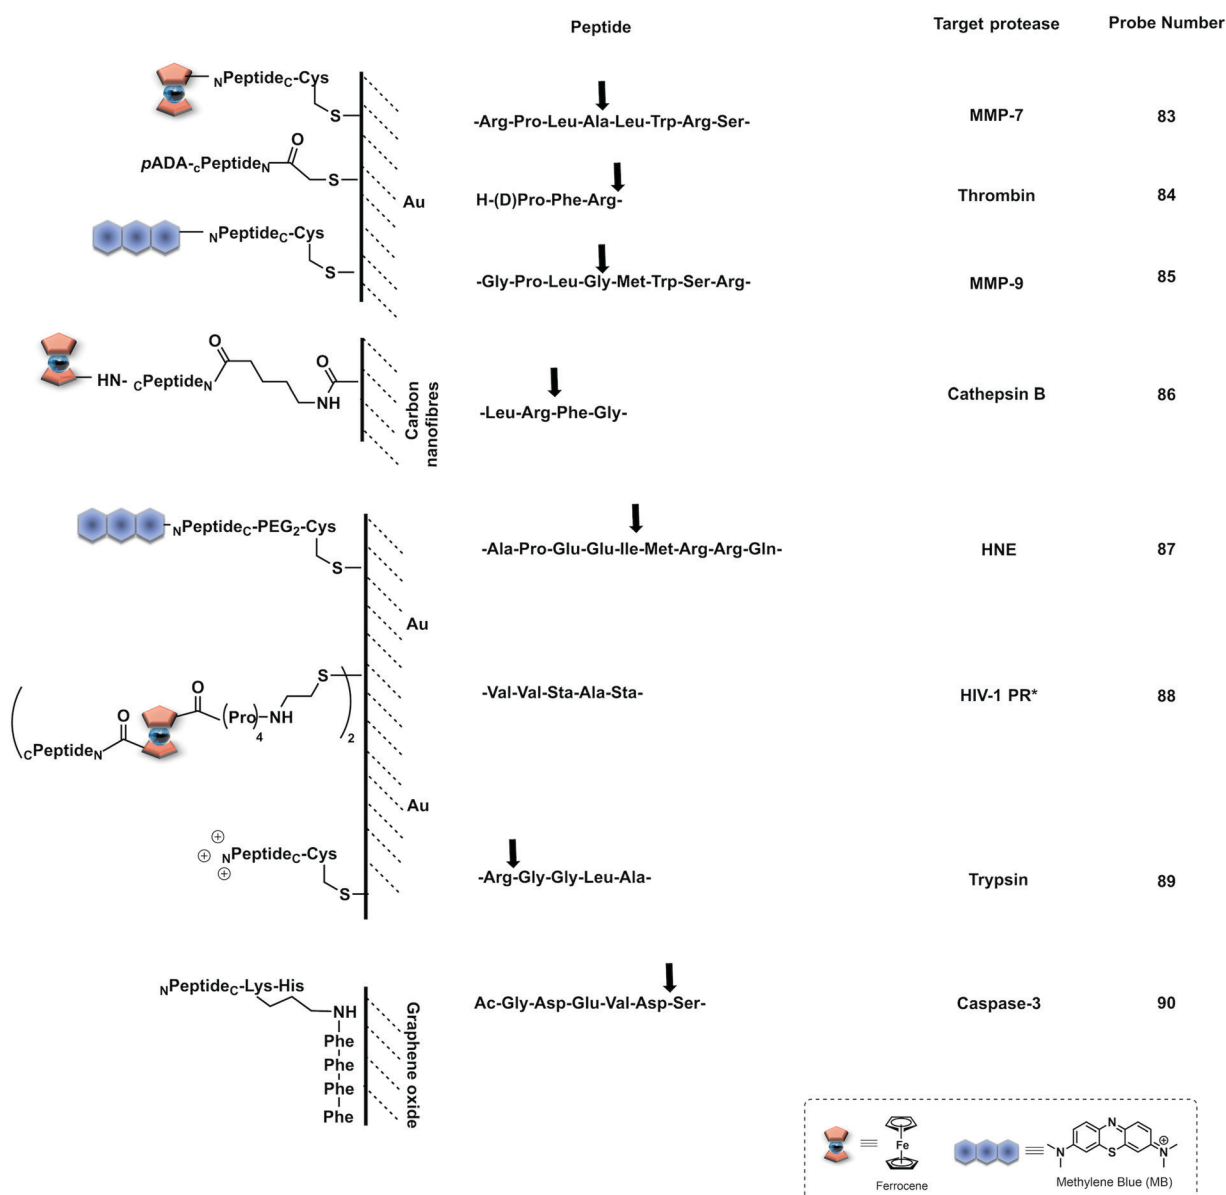 Peptide Target protease Probe Number
NPeptideC-Cys
S
-Arg-Pro-Leu-Ala-Leu-Trp-Arg-Ser- MMP-7 83
O
pADA-cPeptideN
S
Au
H-(D)Pro-Phe-Arg- Thrombin 84
NPeptideC-Cys
S
-Gly-Pro-Leu-Gly-Met-Trp-Ser-Arg- MMP-9 85
O
HN- CPeptideN
O
NH
Carbon
nanofibres
-Leu-Arg-Phe-Gly- Cathepsin B 86
NPeptideC-PEG2-Cys
S
-Ala-Pro-Glu-Glu-Ile-Met-Arg-Arg-Gln- HNE 87
Au
S
O
(Pro)4-NH
)2
O
(CPeptideN
-Val-Val-Sta-Ala-Sta- HIV-1 PR* 88
Au
⊕
⊕ NPeptideC-Cys
⊕
S
-Arg-Gly-Gly-Leu-Ala- Trypsin 89
NPeptideC-Lys-His
NH
Phe
Phe
Phe
Phe
Graphene oxide
Ac-Gly-Asp-Glu-Val-Asp-Ser- Caspase-3 90
Fe
Ferrocene
N
N
S
N
⊕
Methylene Blue (MB)